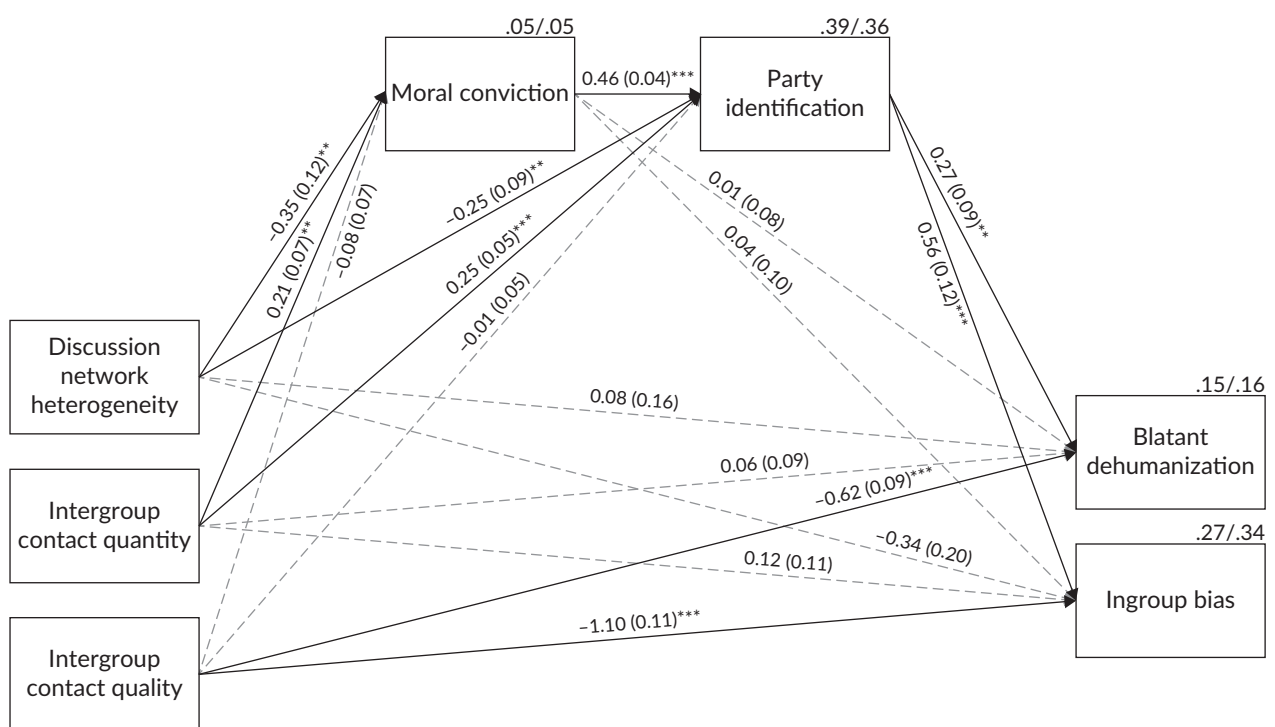 .05/.05
.39/.36
Moral conviction
0.46 (0.04)***
Party
identification
–0.35 (0.12)**
0.21 (0.07)**
–0.08 (0.07)
–0.25 (0.09)**
0.25 (0.05)***
–0.01 (0.05)
0.01 (0.08)
0.04 (0.10)
0.27 (0.09)**
0.56 (0.12)***
Discussion
network
heterogeneity
0.08 (0.16)
.15/.16
Blatant
dehumanization
0.06 (0.09)
–0.62 (0.09)***
Intergroup
contact quantity
–0.34 (0.20)
0.12 (0.11)
.27/.34
Ingroup bias
–1.10 (0.11)***
Intergroup
contact quality